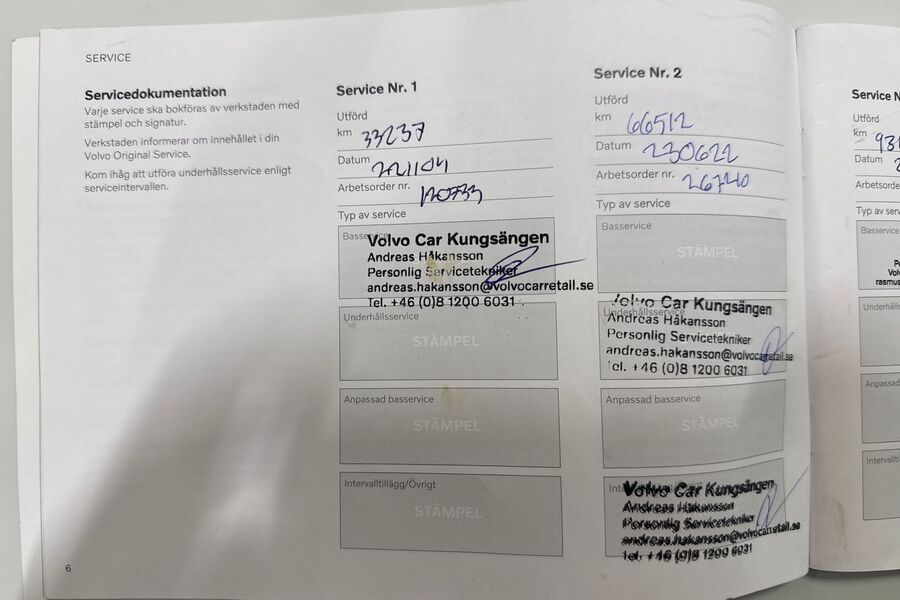 SERVICE
Servicedokumentation
Varje service ska bokföras av verkstaden med
stämpel och signatur.
Verkstaden informerar om innehållet i din
Volvo Original Service.
Kom ihåg att utföra underhållsservice enligt
serviceintervallen.
6
Service Nr. 1
Utförd
km 33237
Datum 221104
Arbetsorder nr. 120733
Typ av service
Basservice
Volvo Car Kungsängen
Andreas Håkansson
Personlig Servicetekniker
andreas.hakansson@volvocarretail.se
Tel. +46 (0)8 1200 6031
Underhållsservice
STÄMPEL
Anpassad basservice
STÄMPEL
Intervalltillägg/Övrigt
STÄMPEL
Service Nr. 2
Utförd
km 66512
Datum 230622
Arbetsorder nr. 26740
Typ av service
Basservice
STÄMPEL
Underhållsservice
Volvo Car Kungsängen
Andreas Håkansson
Personlig Servicetekniker
andreas.hakansson@volvocarretail.se
Tel. +46 (0)8 1200 6031
Anpassad basservice
STÄMPEL
Volvo Car Kungsängen
Andreas Håkansson
Personlig Servicetekniker
andreas.hakansson@volvocarretail.se
Tel. +46 (0)8 1200 6031
Service N
Utförd
km
Datum
Arbetsorde
Typ av serv
Basservice
Underhålls
Anpassad
Intervalltil